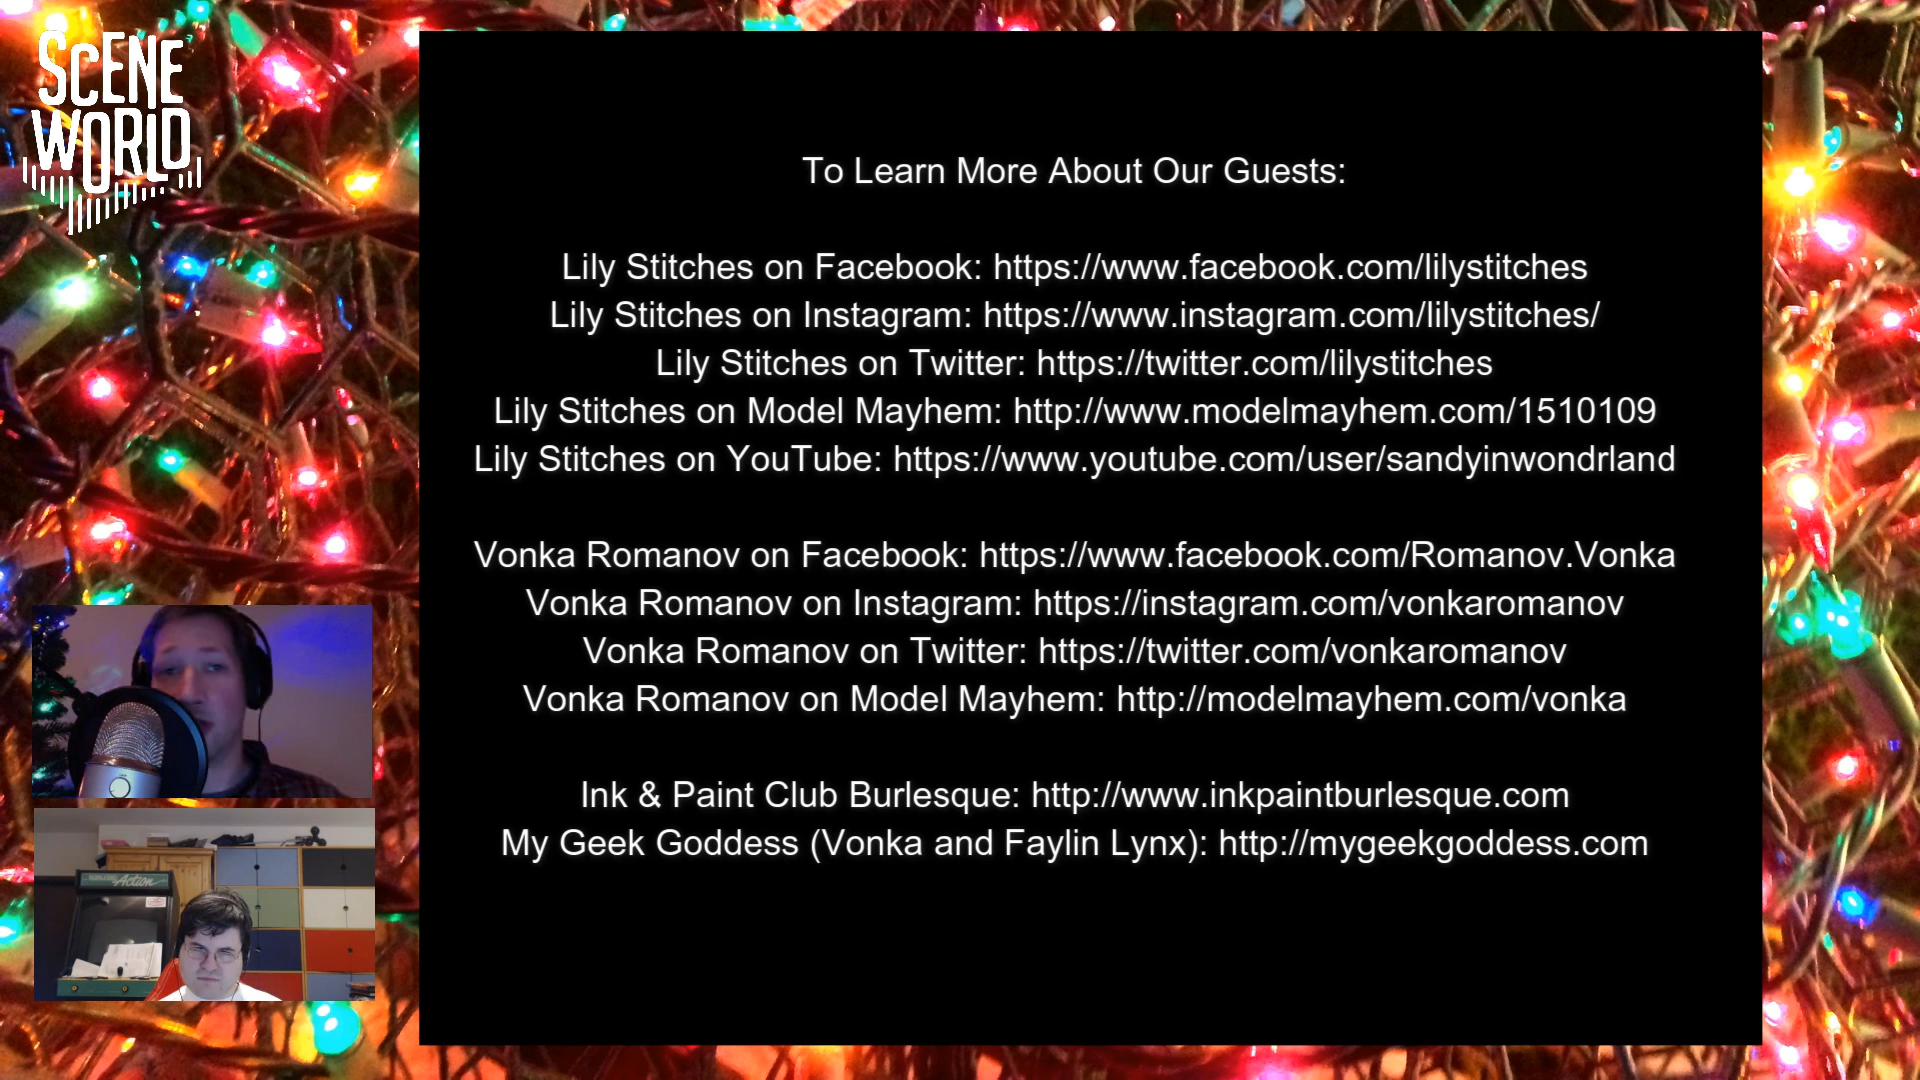 SCENE
WORLD
To Learn More About Our Guests:
Lily Stitches on Facebook: https://www.facebook.com/lilystitches
Lily Stitches on Instagram: https://www.instagram.com/lilystitches/
Lily Stitches on Twitter: https://twitter.com/lilystitches
Lily Stitches on Model Mayhem: http://www.modelmayhem.com/1510109
Lily Stitches on YouTube: https://www.youtube.com/user/sandyinwondrland
Vonka Romanov on Facebook: https://www.facebook.com/Romanov.Vonka
Vonka Romanov on Instagram: https://instagram.com/vonkaromanov
Vonka Romanov on Twitter: https://twitter.com/vonkaromanov
Vonka Romanov on Model Mayhem: http://modelmayhem.com/vonka
Ink & Paint Club Burlesque: http://www.inkpaintburlesque.com
My Geek Goddess (Vonka and Faylin Lynx): http://mygeekgoddess.com
Action